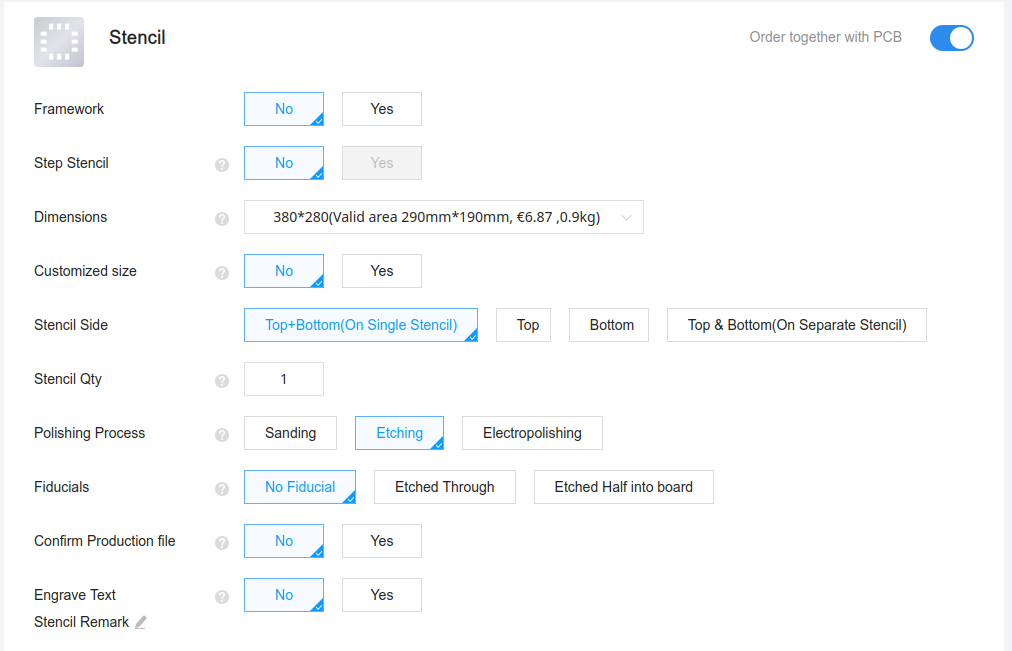 Stencil
Order together with PCB
Framework No Yes
Step Stencil ? No Yes
Dimensions ? 380*280(Valid area 290mm*190mm, €6.87 ,0.9kg)
Customized size ? No Yes
Stencil Side Top+Bottom(On Single Stencil) Top Bottom Top & Bottom(On Separate Stencil)
Stencil Qty ? 1
Polishing Process ? Sanding Etching Electropolishing
Fiducials ? No Fiducial Etched Through Etched Half into board
Confirm Production file ? No Yes
Engrave Text ? No Yes
Stencil Remark